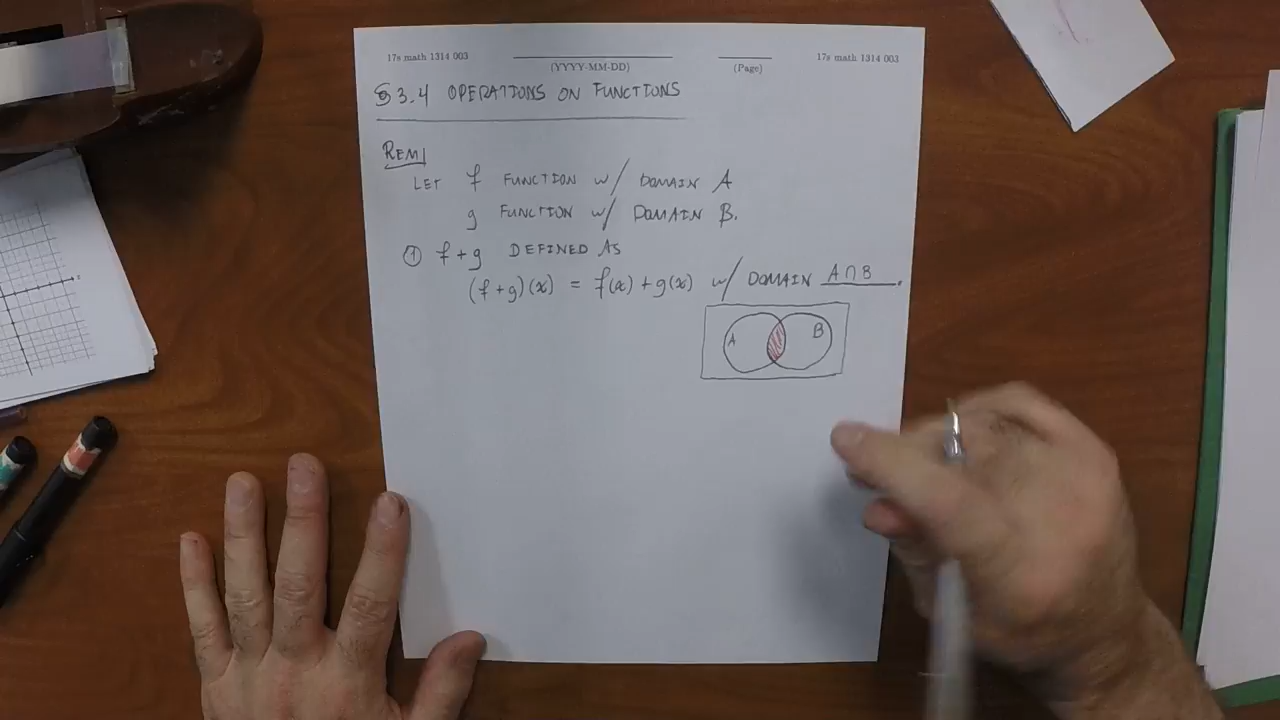 17s math 1314 003 (YYYY-MM-DD) (Page) 17s math 1314 003
§ 3.4 OPERATIONS ON FUNCTIONS
REM|
LET f FUNCTION w/ DOMAIN A
g FUNCTION w/ DOMAIN B.
① f+g DEFINED AS
(f+g)(x) = f(x)+g(x) w/ DOMAIN A∩B.
A B